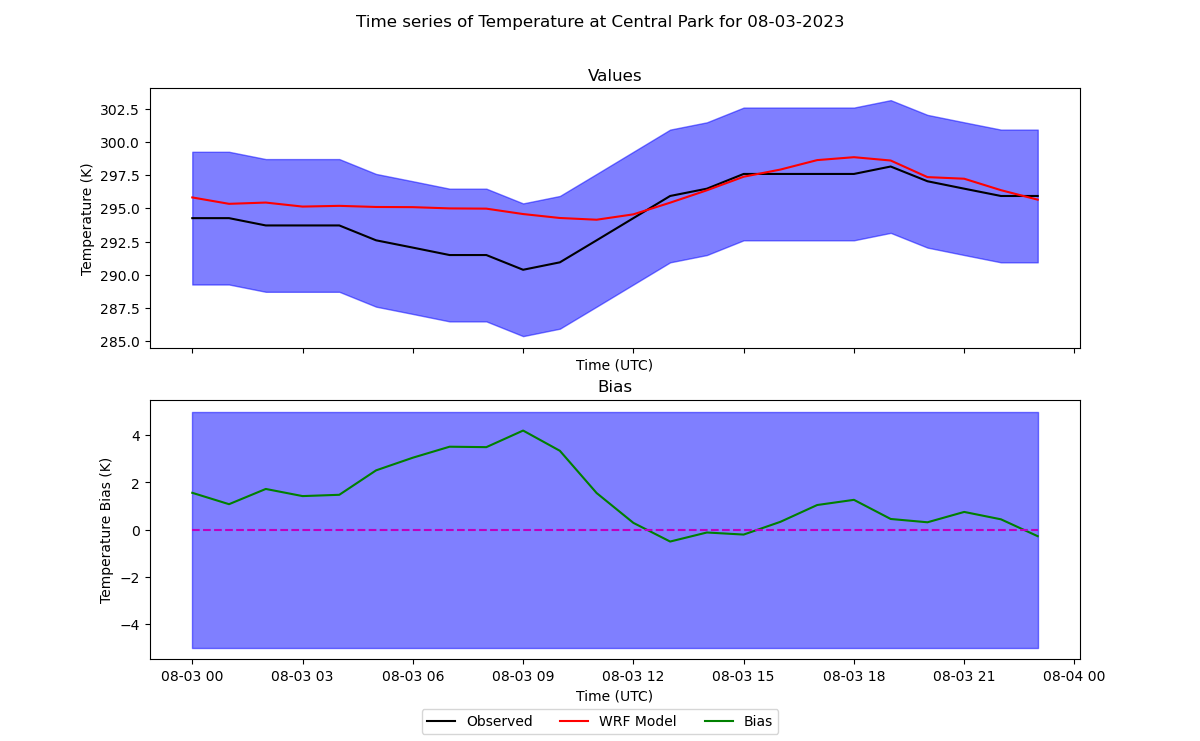 Time series of Temperature at Central Park for 08-03-2023
Values
Temperature (K)
302.5
300.0
297.5
295.0
292.5
290.0
287.5
285.0
Time (UTC)
Bias
Temperature Bias (K)
4
2
0
−2
−4
08-03 00 08-03 03 08-03 06 08-03 09 08-03 12 08-03 15 08-03 18 08-03 21 08-04 00
Time (UTC)
Observed WRF Model Bias